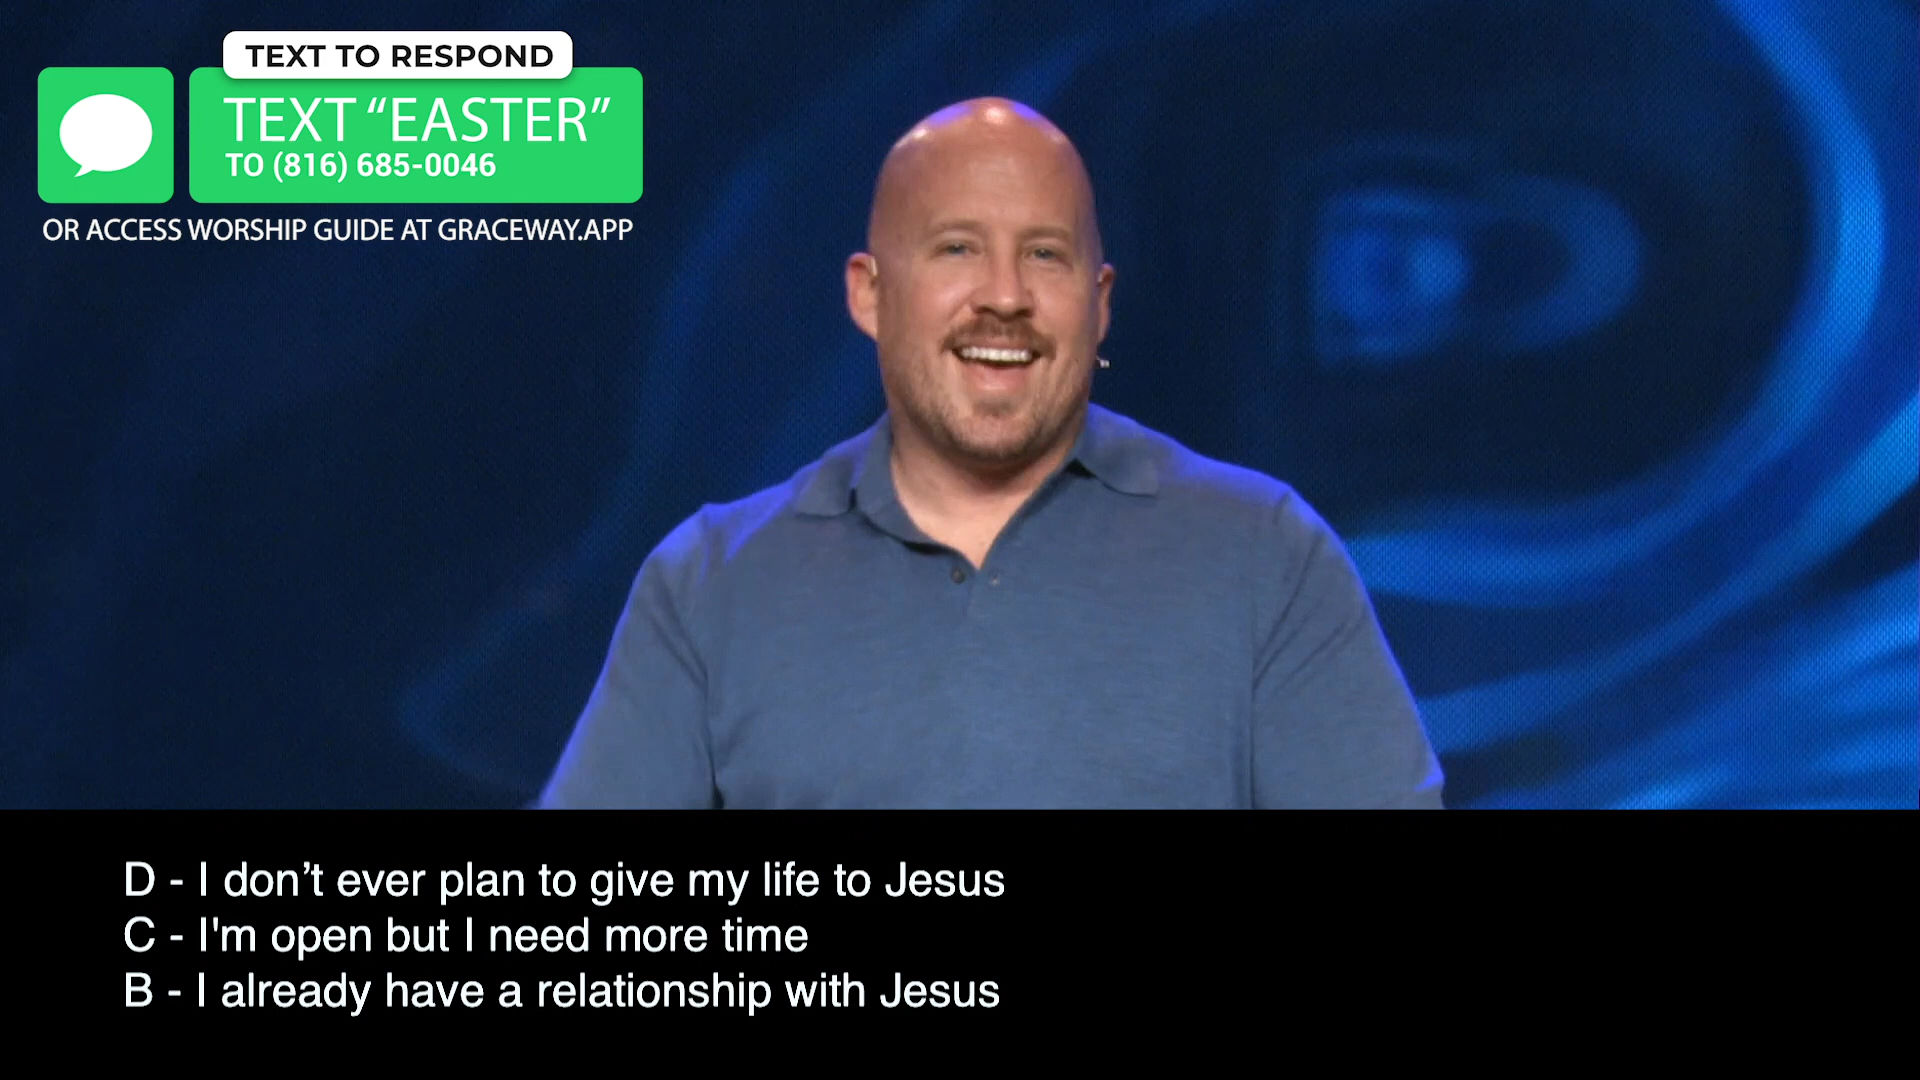 TEXT TO RESPOND
TEXT “EASTER”
TO (816) 685-0046
OR ACCESS WORSHIP GUIDE AT GRACEWAY.APP
D - I don’t ever plan to give my life to Jesus
C - I'm open but I need more time
B - I already have a relationship with Jesus